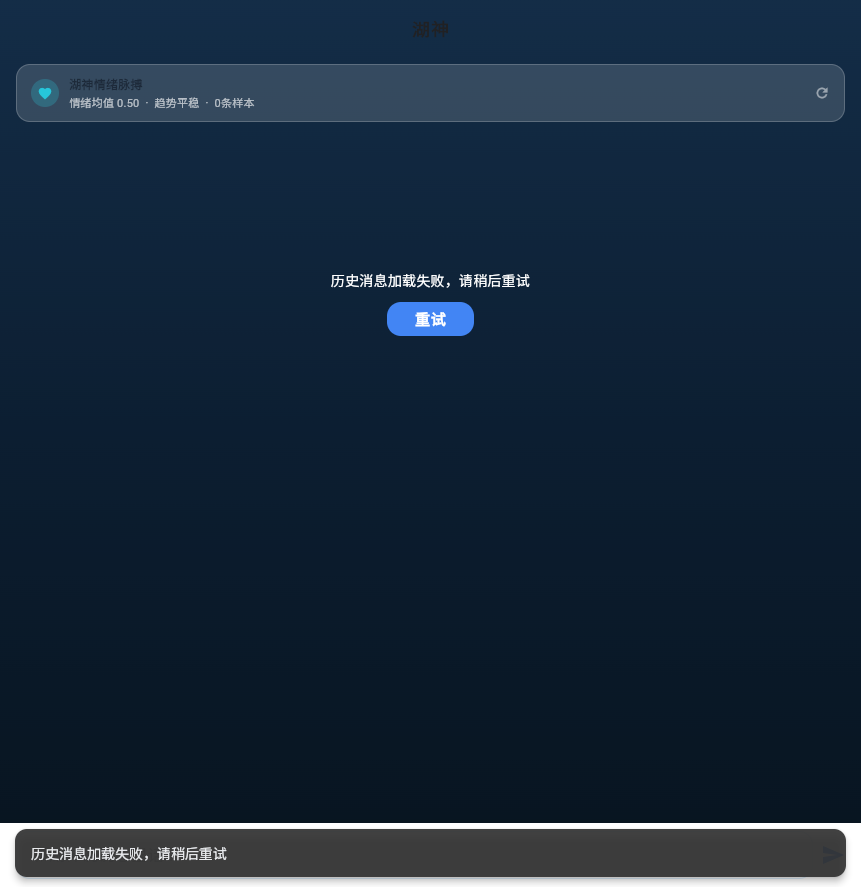 湖神
湖神情绪脉搏
情绪均值 0.50 · 趋势平稳 · 0条样本
历史消息加载失败，请稍后重试
重试
历史消息加载失败，请稍后重试